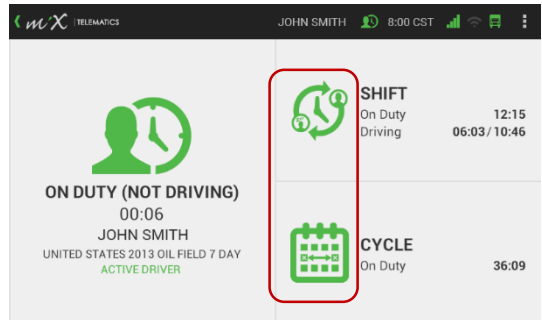 miX TELEMATICS
JOHN SMITH 8:00 CST
SHIFT
On Duty 12:15
Driving 06:03/10:46
ON DUTY (NOT DRIVING)
00:06
JOHN SMITH
UNITED STATES 2013 OIL FIELD 7 DAY
ACTIVE DRIVER
CYCLE
On Duty 36:09